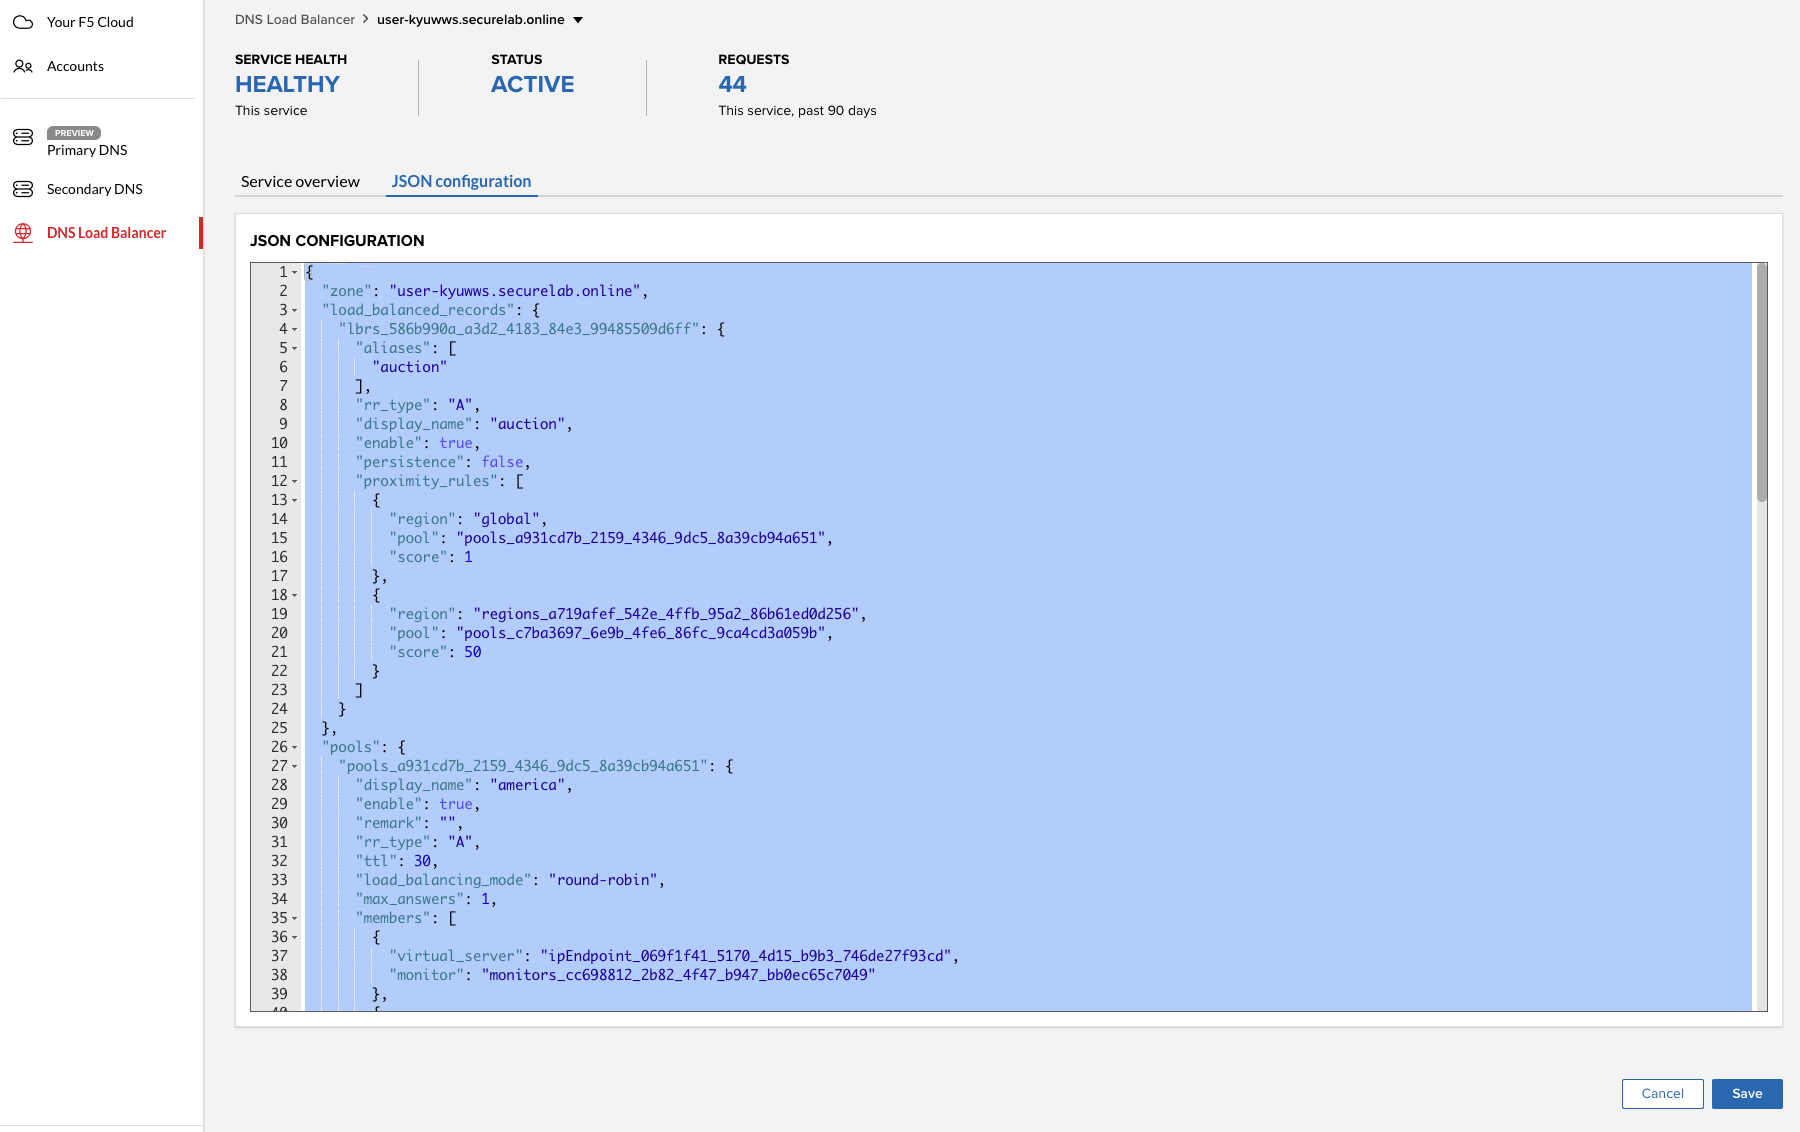 Your F5 Cloud
Accounts
PREVIEW
Primary DNS
Secondary DNS
DNS Load Balancer
DNS Load Balancer > user-kyuwws.securelab.online
SERVICE HEALTH
HEALTHY
This service
STATUS
ACTIVE
REQUESTS
44
This service, past 90 days
Service overview JSON configuration
JSON CONFIGURATION
1 {
2 "zone": "user-kyuwws.securelab.online",
3 "load_balanced_records": {
4 "lbrs_586b990a_a3d2_4183_84e3_99485509d6ff": {
5 "aliases": [
6 "auction"
7 ],
8 "rr_type": "A",
9 "display_name": "auction",
10 "enable": true,
11 "persistence": false,
12 "proximity_rules": [
13 {
14 "region": "global",
15 "pool": "pools_a931cd7b_2159_4346_9dc5_8a39cb94a651",
16 "score": 1
17 },
18 {
19 "region": "regions_a719afef_542e_4ffb_95a2_86b61ed0d256",
20 "pool": "pools_c7ba3697_6e9b_4fe6_86fc_9ca4cd3a059b",
21 "score": 50
22 }
23 ]
24 }
25 },
26 "pools": {
27 "pools_a931cd7b_2159_4346_9dc5_8a39cb94a651": {
28 "display_name": "america",
29 "enable": true,
30 "remark": "",
31 "rr_type": "A",
32 "ttl": 30,
33 "load_balancing_mode": "round-robin",
34 "max_answers": 1,
35 "members": [
36 {
37 "virtual_server": "ipEndpoint_069f1f41_5170_4d15_b9b3_746de27f93cd",
38 "monitor": "monitors_cc698812_2b82_4f47_b947_bb0ec65c7049"
39 },
40 {
Cancel Save